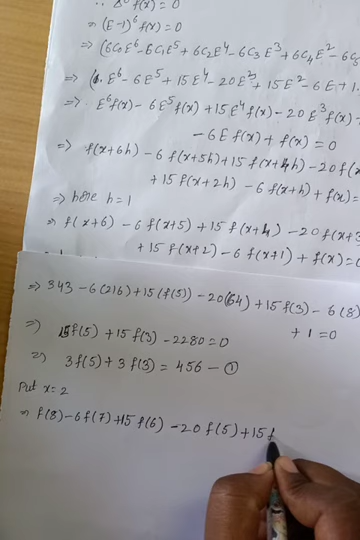 ∴ Δ⁶ f(x) = 0
⇒ (E-1)⁶ f(x) = 0
⇒ (6C₀E⁶ - 6C₁E⁵ + 6C₂E⁴ - 6C₃E³ + 6C₄E² - 6C₅
⇒ (1. E⁶ - 6E⁵ + 15E⁴ - 20E³ + 15E² - 6E + 1.
⇒ E⁶f(x) - 6E⁵f(x) + 15E⁴f(x) - 20E³f(x)
- 6E f(x) + f(x) = 0
⇒ f(x+6h) - 6f(x+5h) + 15f(x+4h) - 20f(x
+ 15f(x+2h) - 6f(x+h) + f(x) =
⇒ here h = 1
⇒ f(x+6) - 6f(x+5) + 15f(x+4) - 20f(x+3
+ 15f(x+2) - 6f(x+1) + f(x) = 0
⇒ 343 - 6(216) + 15(f(5)) - 20(64) + 15f(3) - 6(8)
+ 1 = 0
⇒ 15f(5) + 15f(3) - 2280 = 0
⇒ 3f(5) + 3f(3) = 456 — ①
Put x = 2
⇒ f(8) - 6f(7) + 15f(6) - 20f(5) + 15f